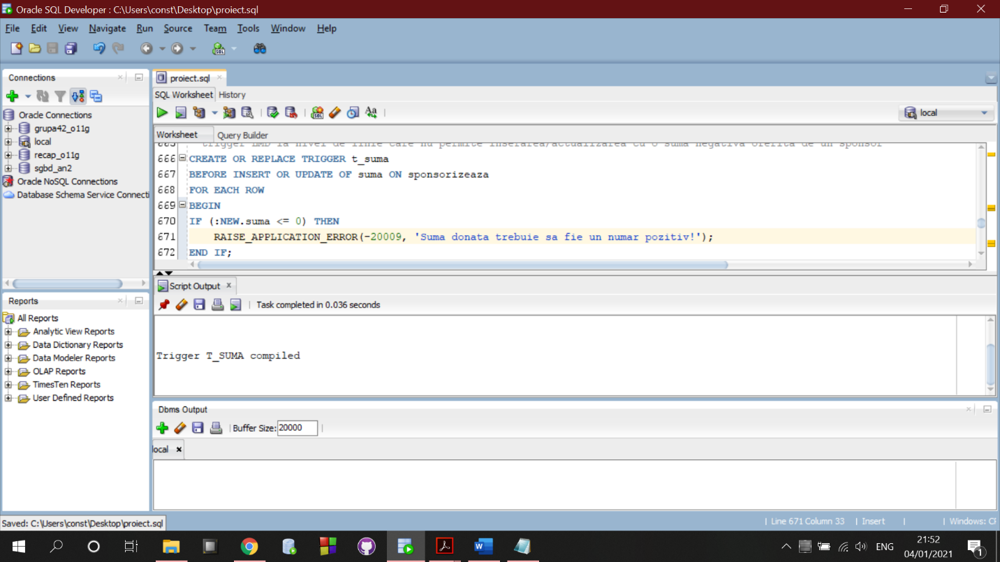 Oracle SQL Developer : C:\Users\const\Desktop\proiect.sql
File Edit View Navigate Run Source Team Tools Window Help
Connections
Oracle Connections
grupa42_o11g
local
recap_o11g
sgbd_an2
Oracle NoSQL Connections
Database Schema Service Connecti
Reports
All Reports
Analytic View Reports
Data Dictionary Reports
Data Modeler Reports
OLAP Reports
TimesTen Reports
User Defined Reports
proiect.sql
SQL Worksheet History
local
Worksheet Query Builder
665 trigger LMD la nivel de linie care nu permite inserarea/actualizarea cu o suma negativa oferita de un sponsor
666 CREATE OR REPLACE TRIGGER t_suma
667 BEFORE INSERT OR UPDATE OF suma ON sponsorizeaza
668 FOR EACH ROW
669 BEGIN
670 IF (:NEW.suma <= 0) THEN
671 RAISE_APPLICATION_ERROR(-20009, 'Suma donata trebuie sa fie un numar pozitiv!');
672 END IF;
Script Output
Task completed in 0.036 seconds
Trigger T_SUMA compiled
Dbms Output
Buffer Size: 20000
local
Saved: C:\Users\const\Desktop\proiect.sql
Line 671 Column 33 Insert Windows: CR
ENG
21:52
04/01/2021
1